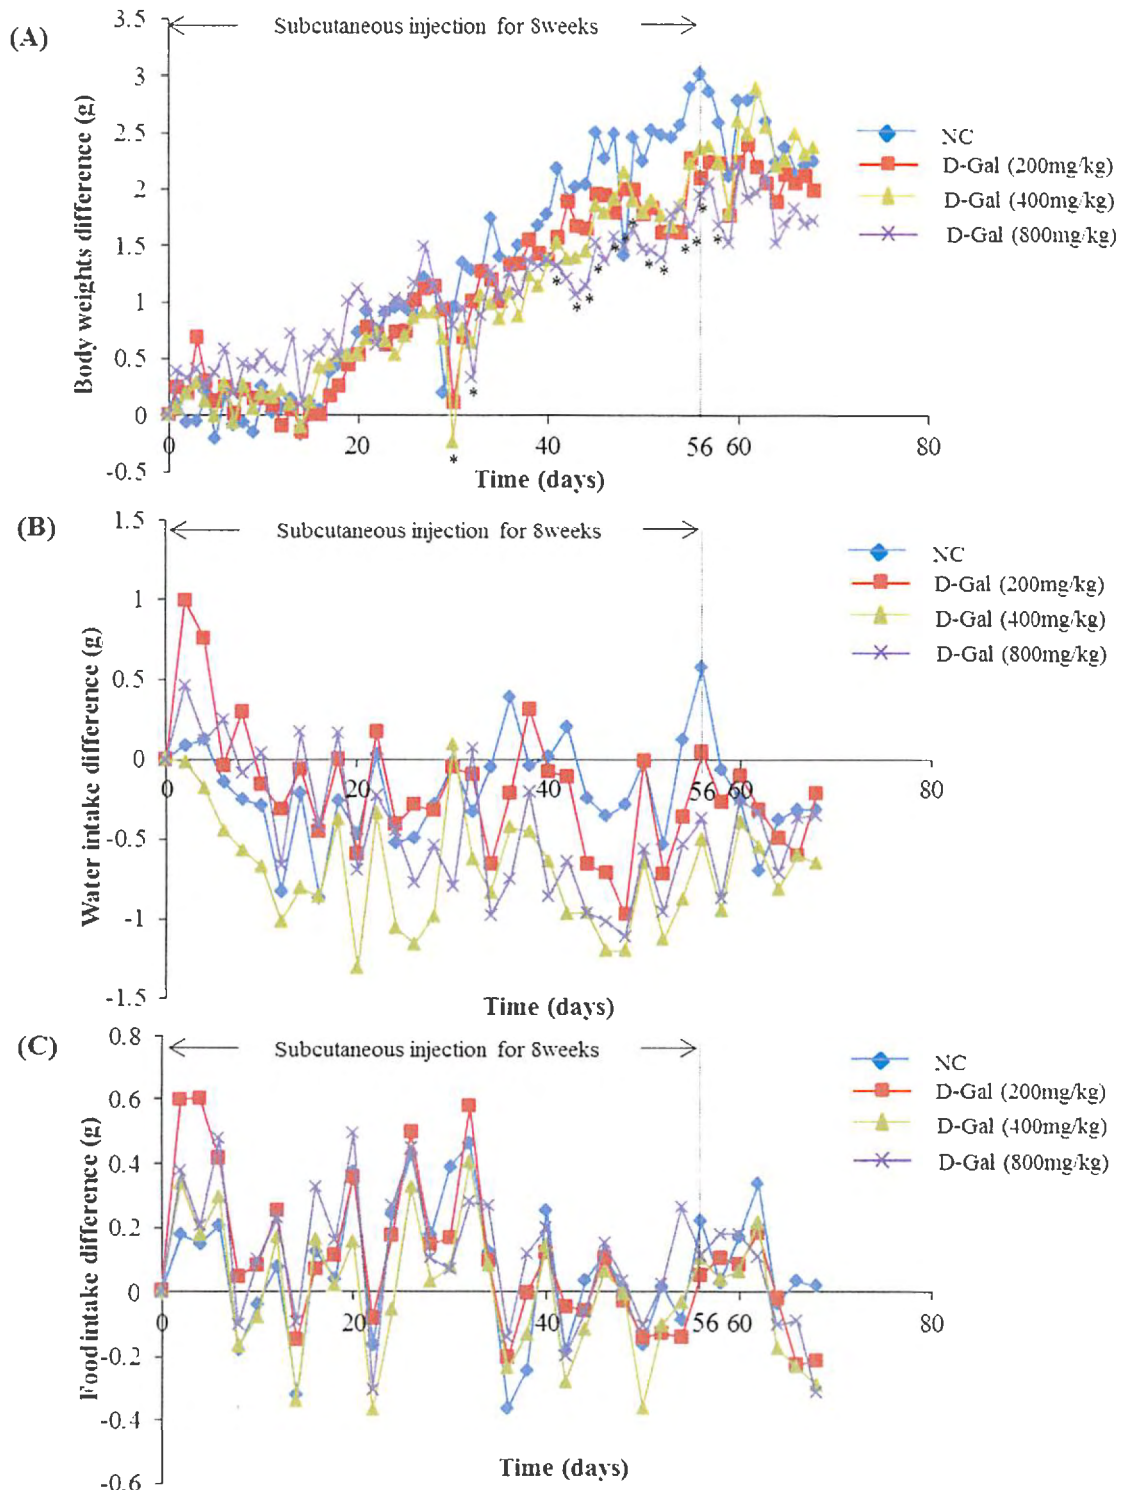 (A)
Subcutaneous injection for 8weeks
Body weights difference (g)
3.5
3
2.5
2
1.5
1
0.5
0
-0.5
0
20
40
56
60
80
Time (days)
NC
D-Gal (200mg/kg)
D-Gal (400mg/kg)
D-Gal (800mg/kg)
* * * * * * * * * * * * * * *
(B)
Subcutaneous injection for 8weeks
Water intake difference (g)
1.5
1
0.5
0
-0.5
-1
-1.5
0
20
40
56
60
80
Time (days)
NC
D-Gal (200mg/kg)
D-Gal (400mg/kg)
D-Gal (800mg/kg)
(C)
Subcutaneous injection for 8weeks
Food intake difference (g)
0.8
0.6
0.4
0.2
0
-0.2
-0.4
-0.6
0
20
40
56
60
80
Time (days)
NC
D-Gal (200mg/kg)
D-Gal (400mg/kg)
D-Gal (800mg/kg)